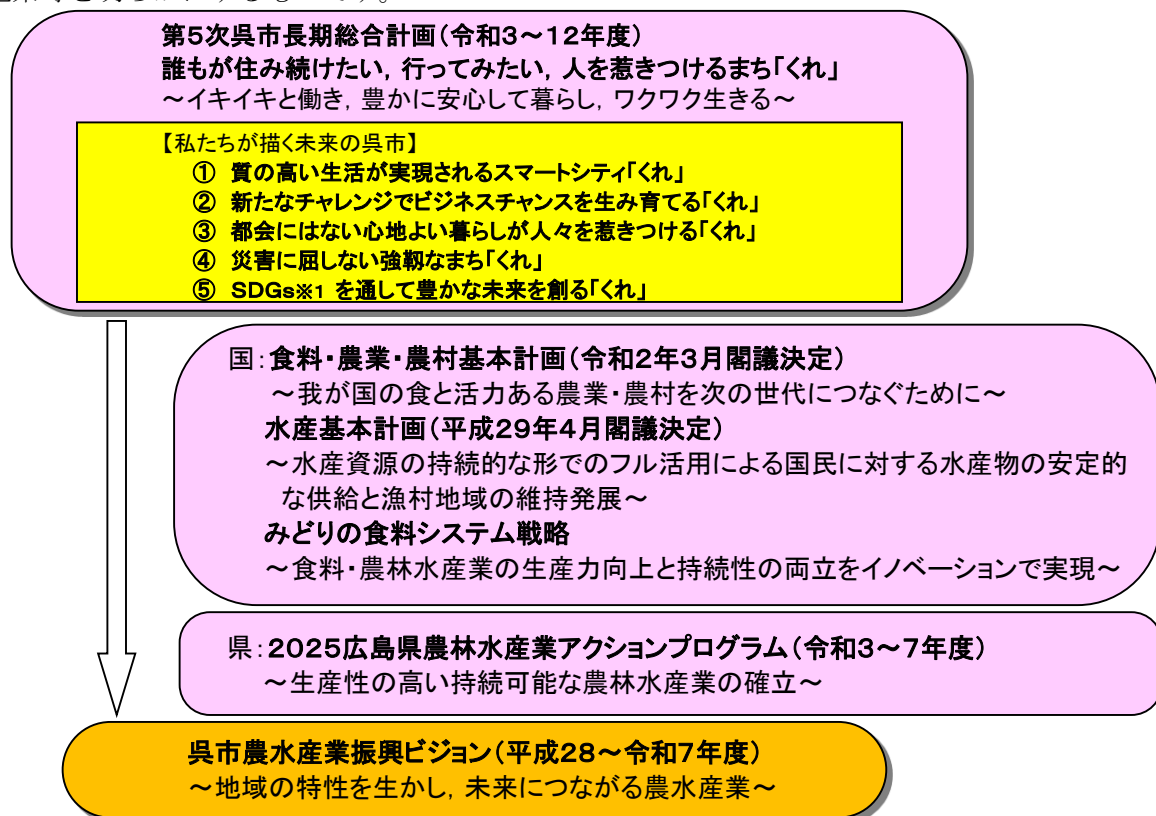 第5次呉市長期総合計画(令和3~12年度)
誰もが住み続けたい,行ってみたい,人を惹きつけるまち「くれ」
~イキイキと働き,豊かに安心して暮らし,ワクワク生きる~
【私たちが描く未来の呉市】
① 質の高い生活が実現されるスマートシティ「くれ」
② 新たなチャレンジでビジネスチャンスを生み育てる「くれ」
③ 都会にはない心地よい暮らしが人々を惹きつける「くれ」
④ 災害に屈しない強靱なまち「くれ」
⑤ SDGs※1 を通して豊かな未来を創る「くれ」
国:食料・農業・農村基本計画(令和2年3月閣議決定)
~我が国の食と活力ある農業・農村を次の世代につなぐために~
水産基本計画(平成29年4月閣議決定)
~水産資源の持続的な形でのフル活用による国民に対する水産物の安定的
な供給と漁村地域の維持発展~
みどりの食料システム戦略
~食料・農林水産業の生産力向上と持続性の両立をイノベーションで実現~
県:2025広島県農林水産業アクションプログラム(令和3~7年度)
~生産性の高い持続可能な農林水産業の確立~
呉市農水産業振興ビジョン(平成28~令和7年度)
~地域の特性を生かし,未来につながる農水産業~